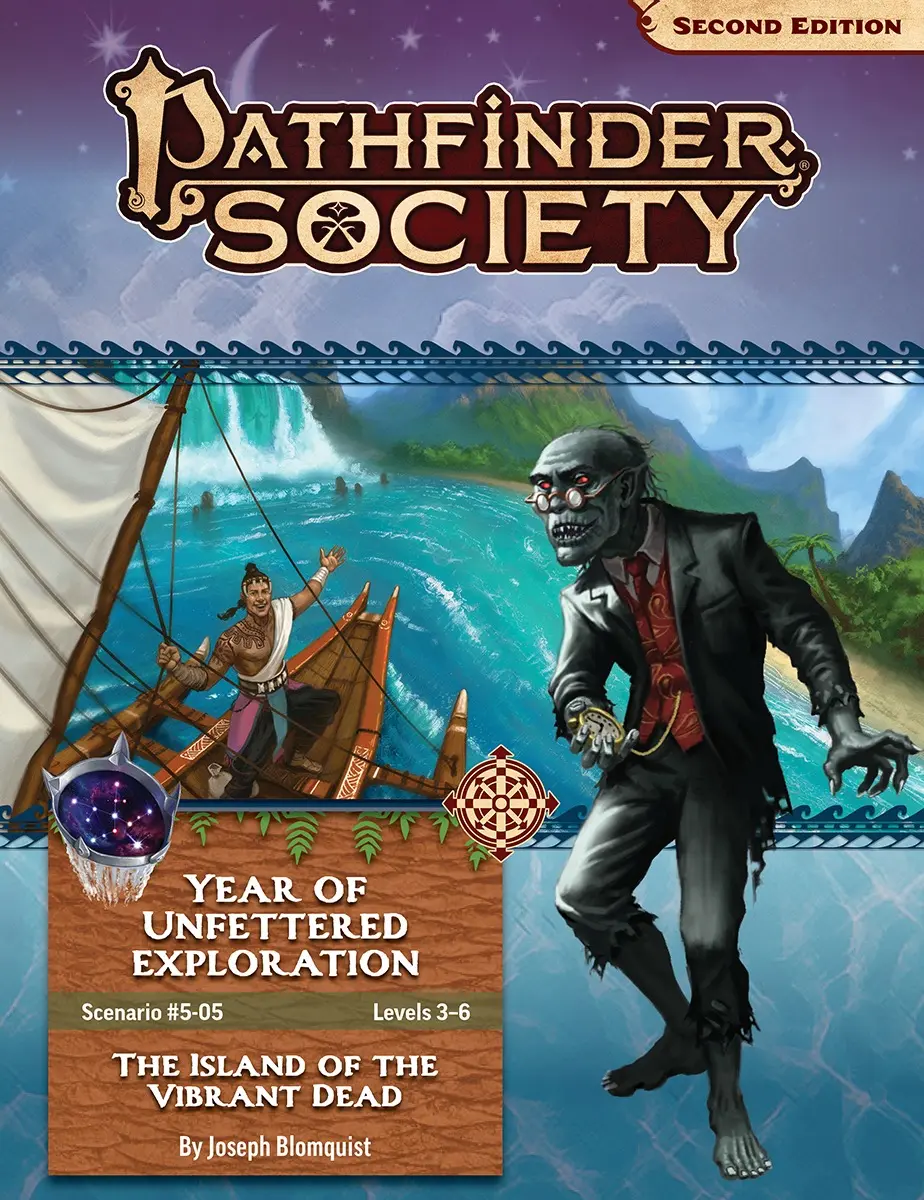 SECOND EDITION
PATHFINDER®
SOCIETY
YEAR OF
UNFETTERED
EXPLORATION
Scenario #5-05 Levels 3–6
THE ISLAND OF THE
VIBRANT DEAD
By Joseph Blomquist